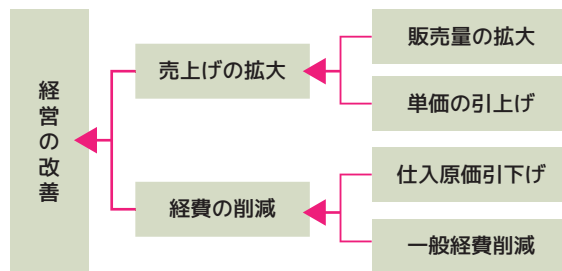 経営の改善
売上げの拡大
販売量の拡大
単価の引上げ
経費の削減
仕入原価引下げ
一般経費削減